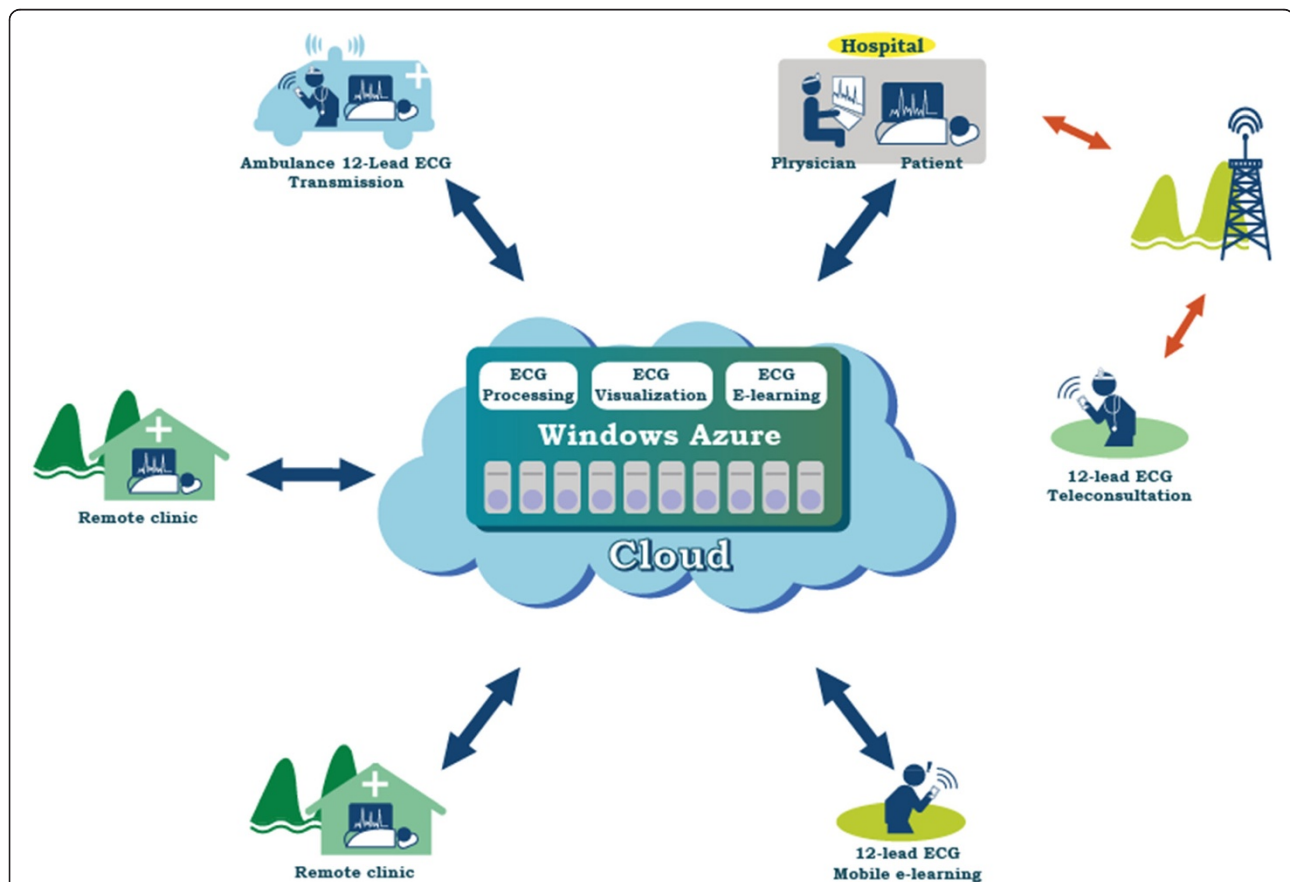 Hospital
Plrysician Patient
Ambulance 12-Lead ECG
Transmission
ECG
Processing
ECG
Visualization
ECG
E-learning
Windows Azure
Cloud
Remote clinic
12-lead ECG
Teleconsultation
Remote clinic
12-lead ECG
Mobile e-learning